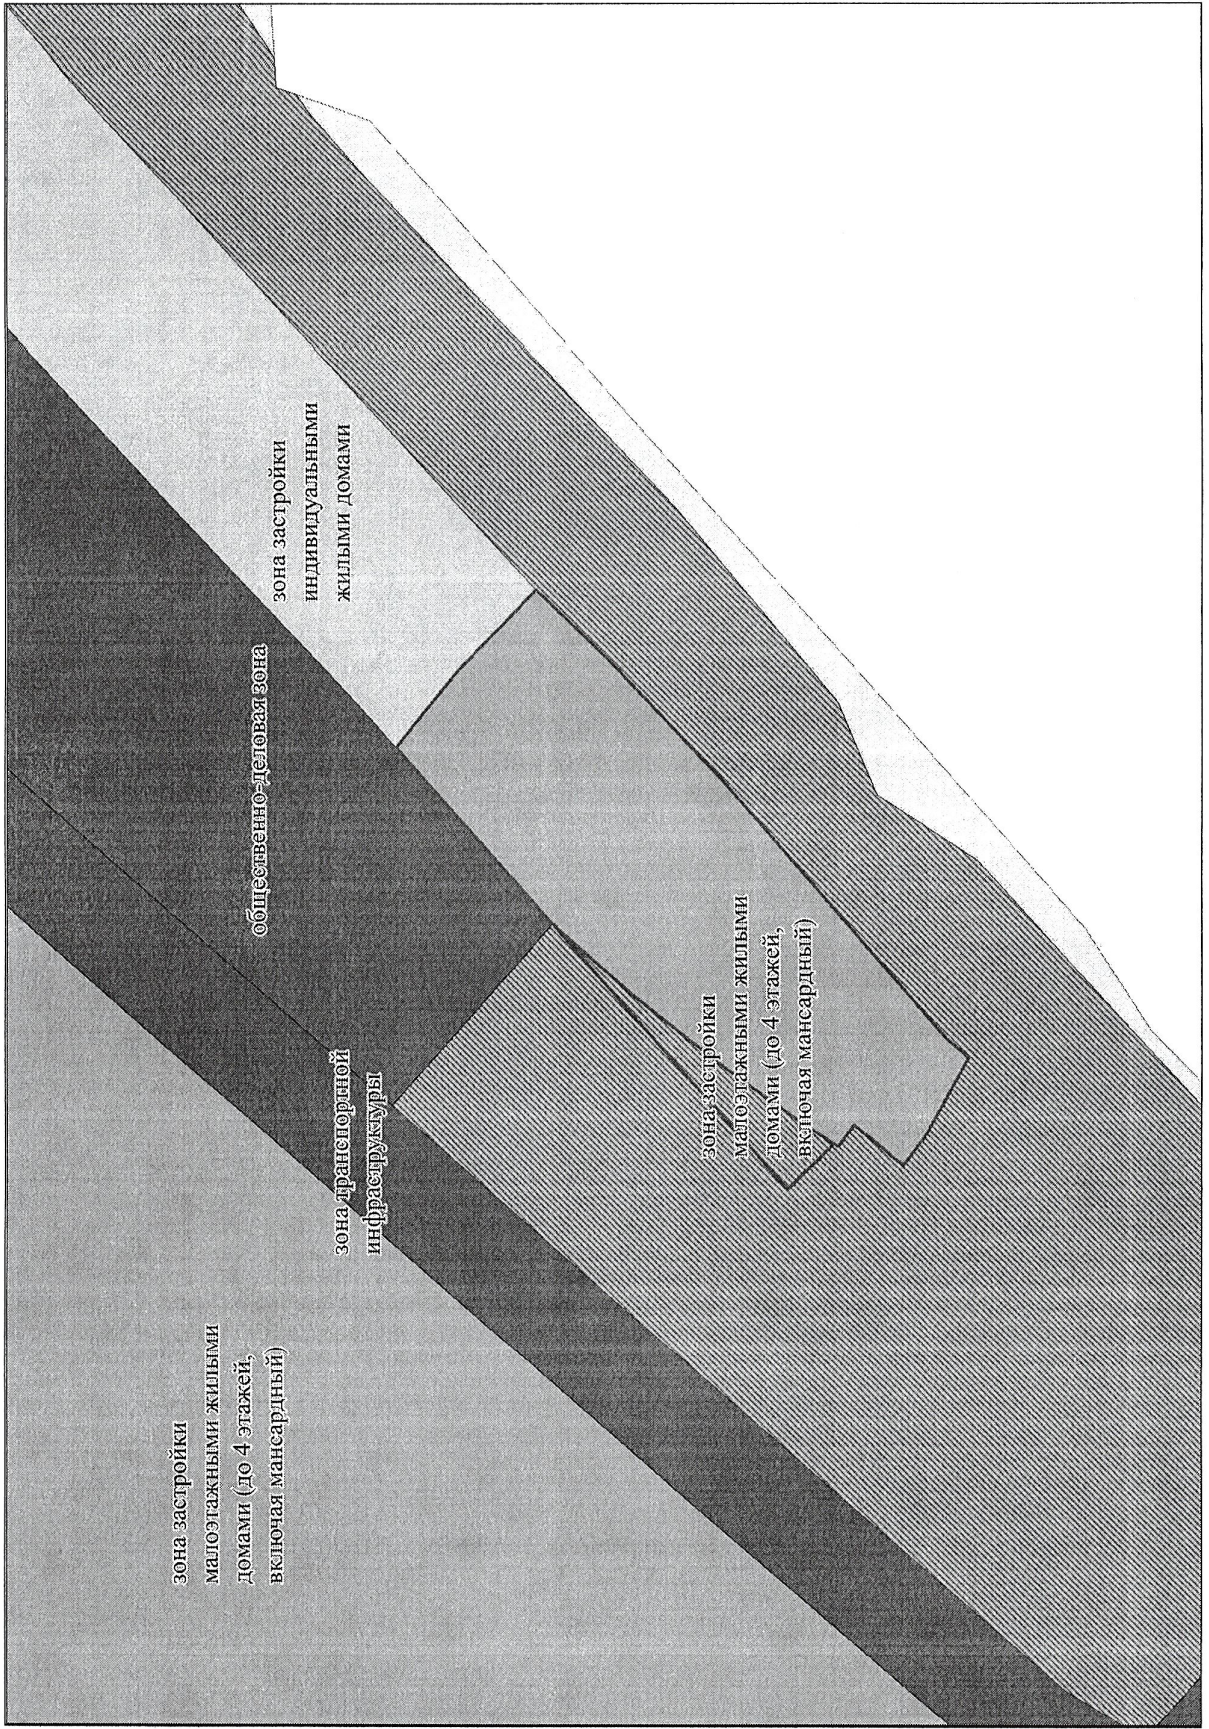 зона застройки
малоэтажными жилыми
домами (до 4 этажей,
включая мансардный)
зона транспортной
инфраструктуры
общественно-деловая зона
зона застройки
индивидуальными
жилыми домами
зона застройки
малоэтажными жилыми
домами (до 4 этажей,
включая мансардный)